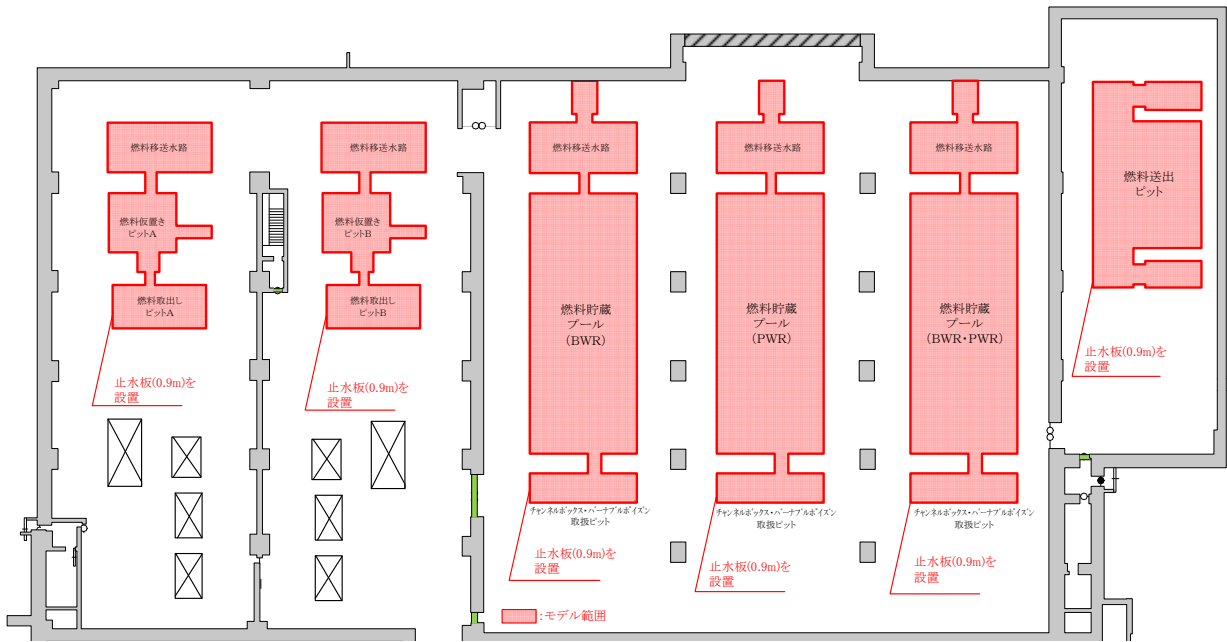 燃料移送水路
燃料移送水路
燃料移送水路
燃料移送水路
燃料移送水路
燃料仮置き
ピットA
燃料仮置き
ピットB
燃料送出
ピット
燃料取出し
ピットA
燃料取出し
ピットB
燃料貯蔵
プール
(BWR)
燃料貯蔵
プール
(PWR)
燃料貯蔵
プール
(BWR・PWR)
止水板(0.9m)を
設置
止水板(0.9m)を
設置
止水板(0.9m)を
設置
チャンネルボックス・バーナブルポイズン
取扱ピット
チャンネルボックス・バーナブルポイズン
取扱ピット
チャンネルボックス・バーナブルポイズン
取扱ピット
止水板(0.9m)を
設置
止水板(0.9m)を
設置
止水板(0.9m)を
設置
:モデル範囲